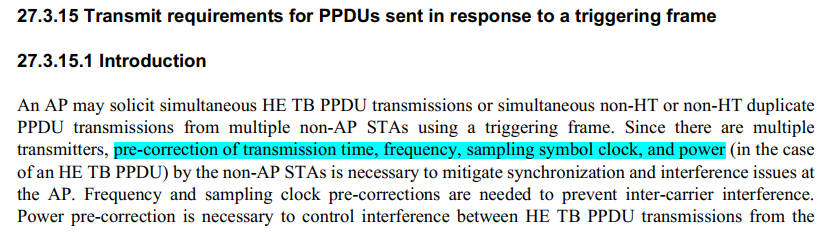 27.3.15 Transmit requirements for PPDUs sent in response to a triggering frame
27.3.15.1 Introduction
An AP may solicit simultaneous HE TB PPDU transmissions or simultaneous non-HT or non-HT duplicate
PPDU transmissions from multiple non-AP STAs using a triggering frame. Since there are multiple
transmitters, pre-correction of transmission time, frequency, sampling symbol clock, and power (in the case
of an HE TB PPDU) by the non-AP STAs is necessary to mitigate synchronization and interference issues at
the AP. Frequency and sampling clock pre-corrections are needed to prevent inter-carrier interference.
Power pre-correction is necessary to control interference between HE TB PPDU transmissions from the